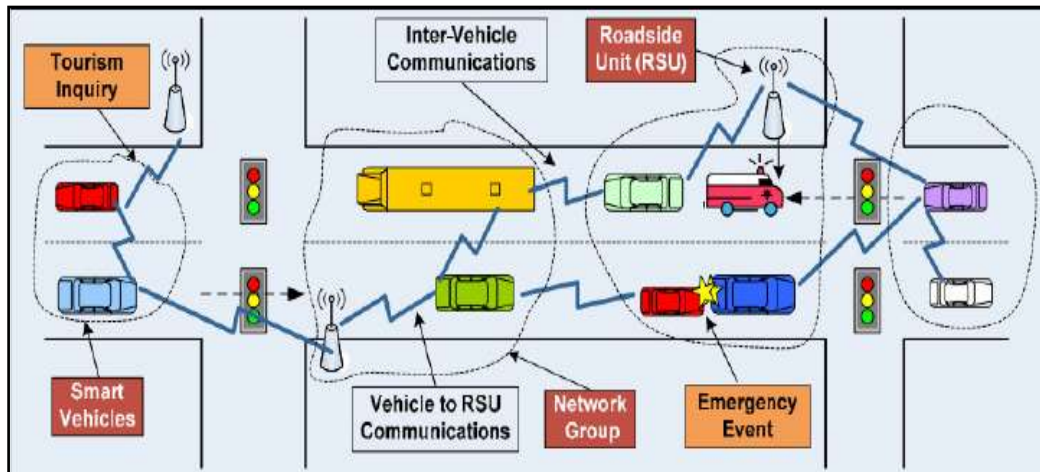 Tourism
Inquiry
Inter-Vehicle
Communications
Roadside
Unit (RSU)
Smart
Vehicles
Vehicle to RSU
Communications
Network
Group
Emergency
Event